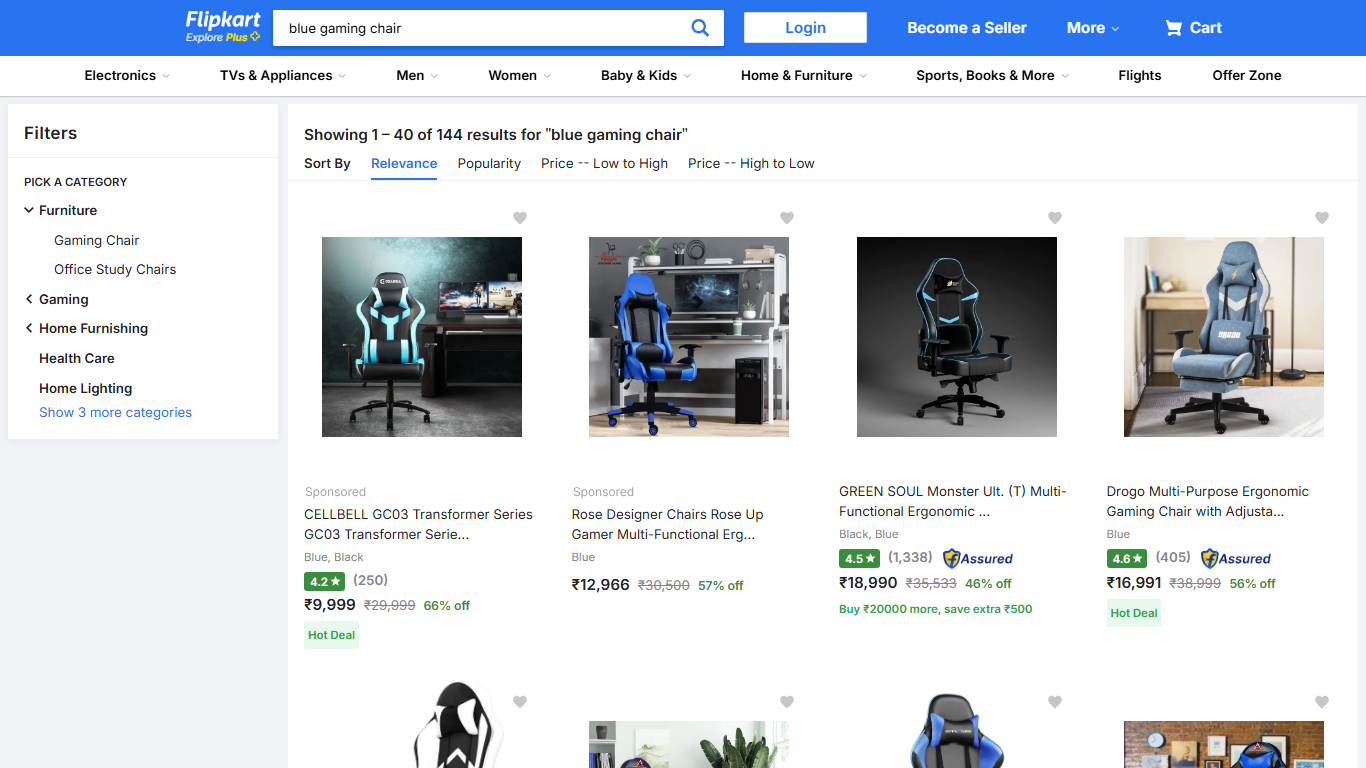 Flipkart
Explore Plus
blue gaming chair
Login
Become a Seller
More
Cart
Electronics
TVs & Appliances
Men
Women
Baby & Kids
Home & Furniture
Sports, Books & More
Flights
Offer Zone
Filters
PICK A CATEGORY
Furniture
Gaming Chair
Office Study Chairs
Gaming
Home Furnishing
Health Care
Home Lighting
Show 3 more categories
Showing 1 – 40 of 144 results for "blue gaming chair"
Sort By
Relevance
Popularity
Price -- Low to High
Price -- High to Low
Sponsored
CELLBELL GC03 Transformer Series
GC03 Transformer Serie...
Blue, Black
4.2 ★ (250)
₹9,999 ₹29,999 66% off
Hot Deal
Sponsored
Rose Designer Chairs Rose Up
Gamer Multi-Functional Erg...
Blue
₹12,966 ₹30,500 57% off
GREEN SOUL Monster Ult. (T) Multi-
Functional Ergonomic ...
Black, Blue
4.5 ★ (1,338) Assured
₹18,990 ₹35,533 46% off
Buy ₹20000 more, save extra ₹500
Drogo Multi-Purpose Ergonomic
Gaming Chair with Adjusta...
Blue
4.6 ★ (405) Assured
₹16,991 ₹38,999 56% off
Hot Deal